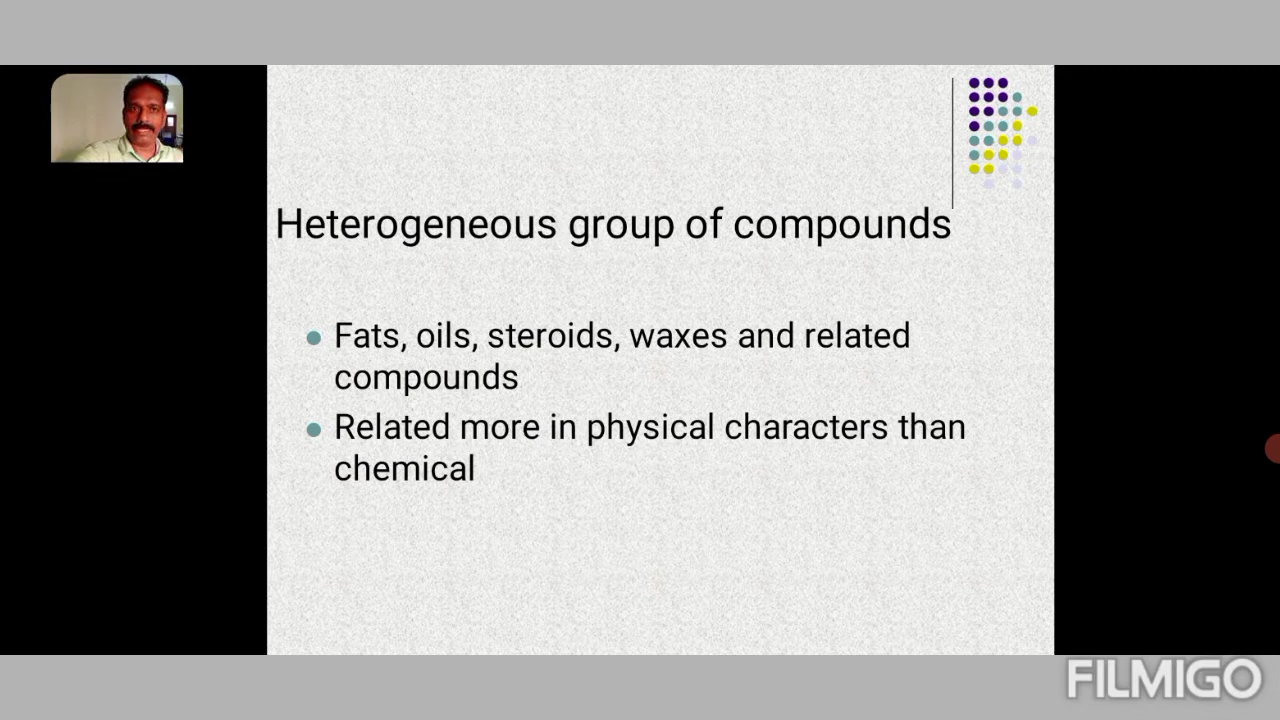 Heterogeneous group of compounds
Fats, oils, steroids, waxes and related
compounds
Related more in physical characters than
chemical
FILMIGO